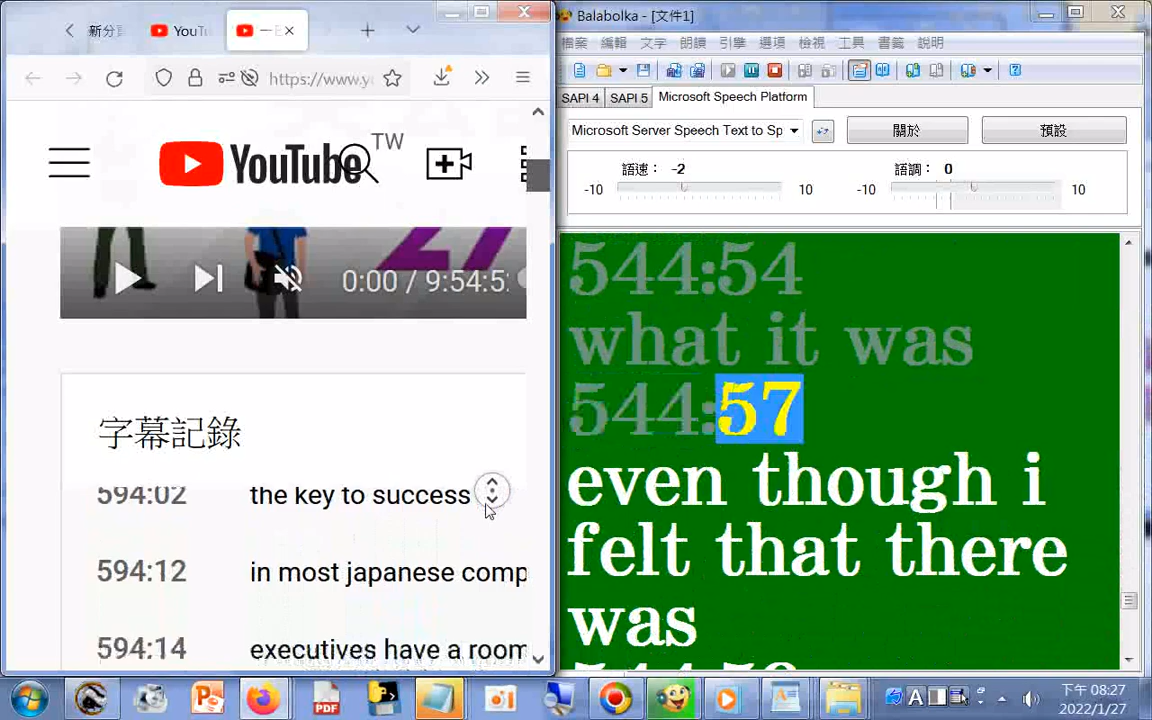 新分
YouTu
一
https://www.y
YouTube TW
27
0:00 / 9:54:5
字幕記錄
594:02 the key to success
594:12 in most japanese comp
594:14 executives have a room
Balabolka - [文件1]
檔案 編輯 文字 朗讀 引擎 選項 檢視 工具 書籤 說明
SAPI 4 SAPI 5 Microsoft Speech Platform
Microsoft Server Speech Text to Sp 關於 預設
語速: -2 語調: 0
-10 10 -10 10
544:54
what it was
544:57
even though i
felt that there
was
PDF
A 下午 08:27
2022/1/27